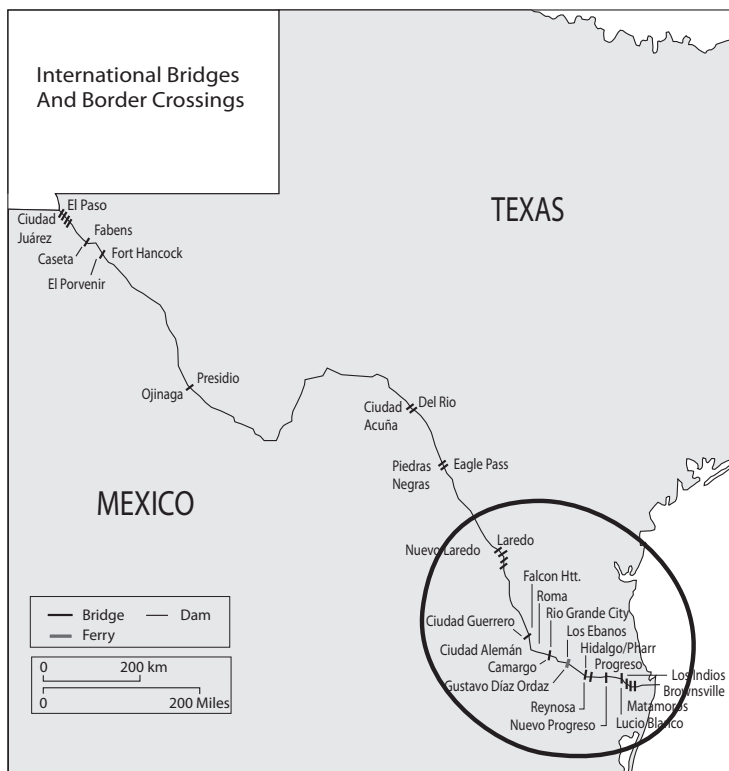 International Bridges
And Border Crossings
TEXAS
El Paso
Ciudad
Juárez
Fabens
Caseta
Fort Hancock
El Porvenir
Presidio
Ojinaga
Del Rio
Ciudad
Acuña
Eagle Pass
Piedras
Negras
MEXICO
Laredo
Nuevo Laredo
Falcon Htt.
Roma
Rio Grande City
Ciudad Guerrero
Los Ebanos
Hidalgo/Pharr
Ciudad Alemán
Camargo
Progreso
Los Indios
Gustavo Díaz Ordaz
Brownsville
Reynosa
Matamoros
Nuevo Progreso
Lucio Blanco
Bridge
Dam
Ferry
0 200 km
0 200 Miles